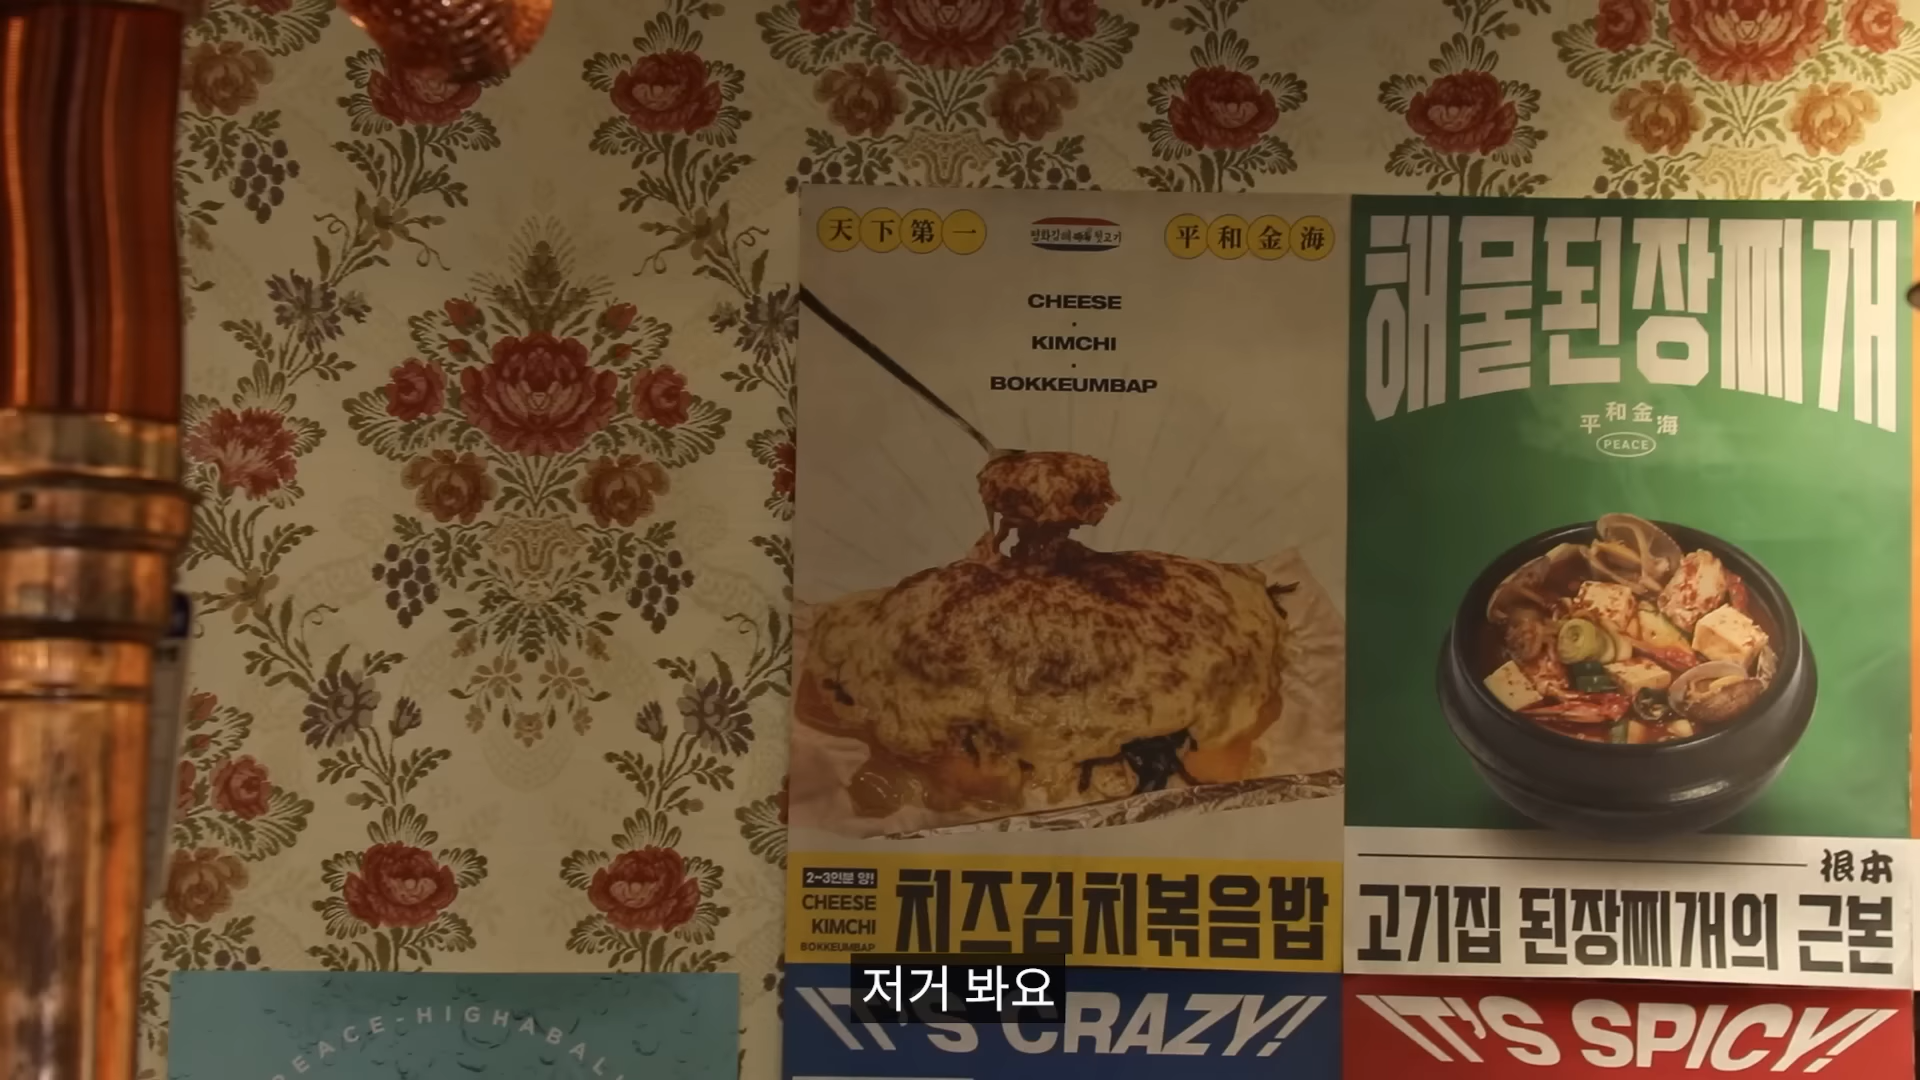 天下第一
平和金海
CHEESE
KIMCHI
BOKKEUMBAP
2~3인분 양!
CHEESE
KIMCHI
BOKKEUMBAP
치즈김치볶음밥
해물된장찌개
平和金海
PEACE
根本
고기집 된장찌개의 근본
저거 봐요
PEACE-HIGHABALL
IT'S CRAZY!
IT'S SPICY!